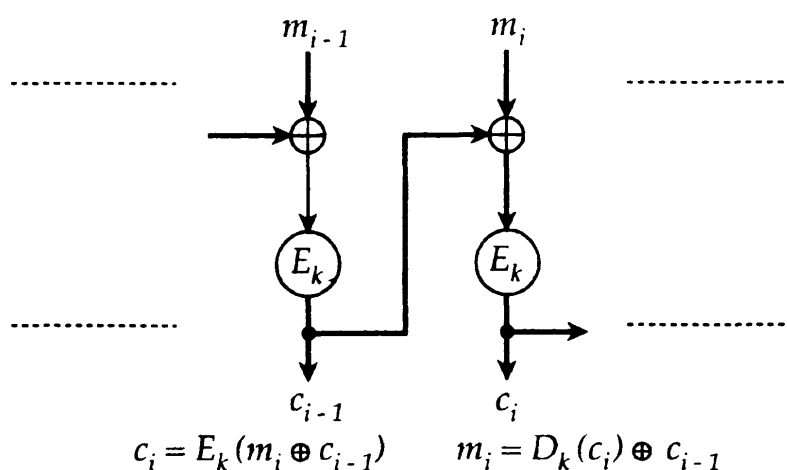 m_{i-1} m_i
E_k E_k
c_{i-1} c_i
c_i = E_k(m_i ⊕ c_{i-1}) m_i = D_k(c_i) ⊕ c_{i-1}